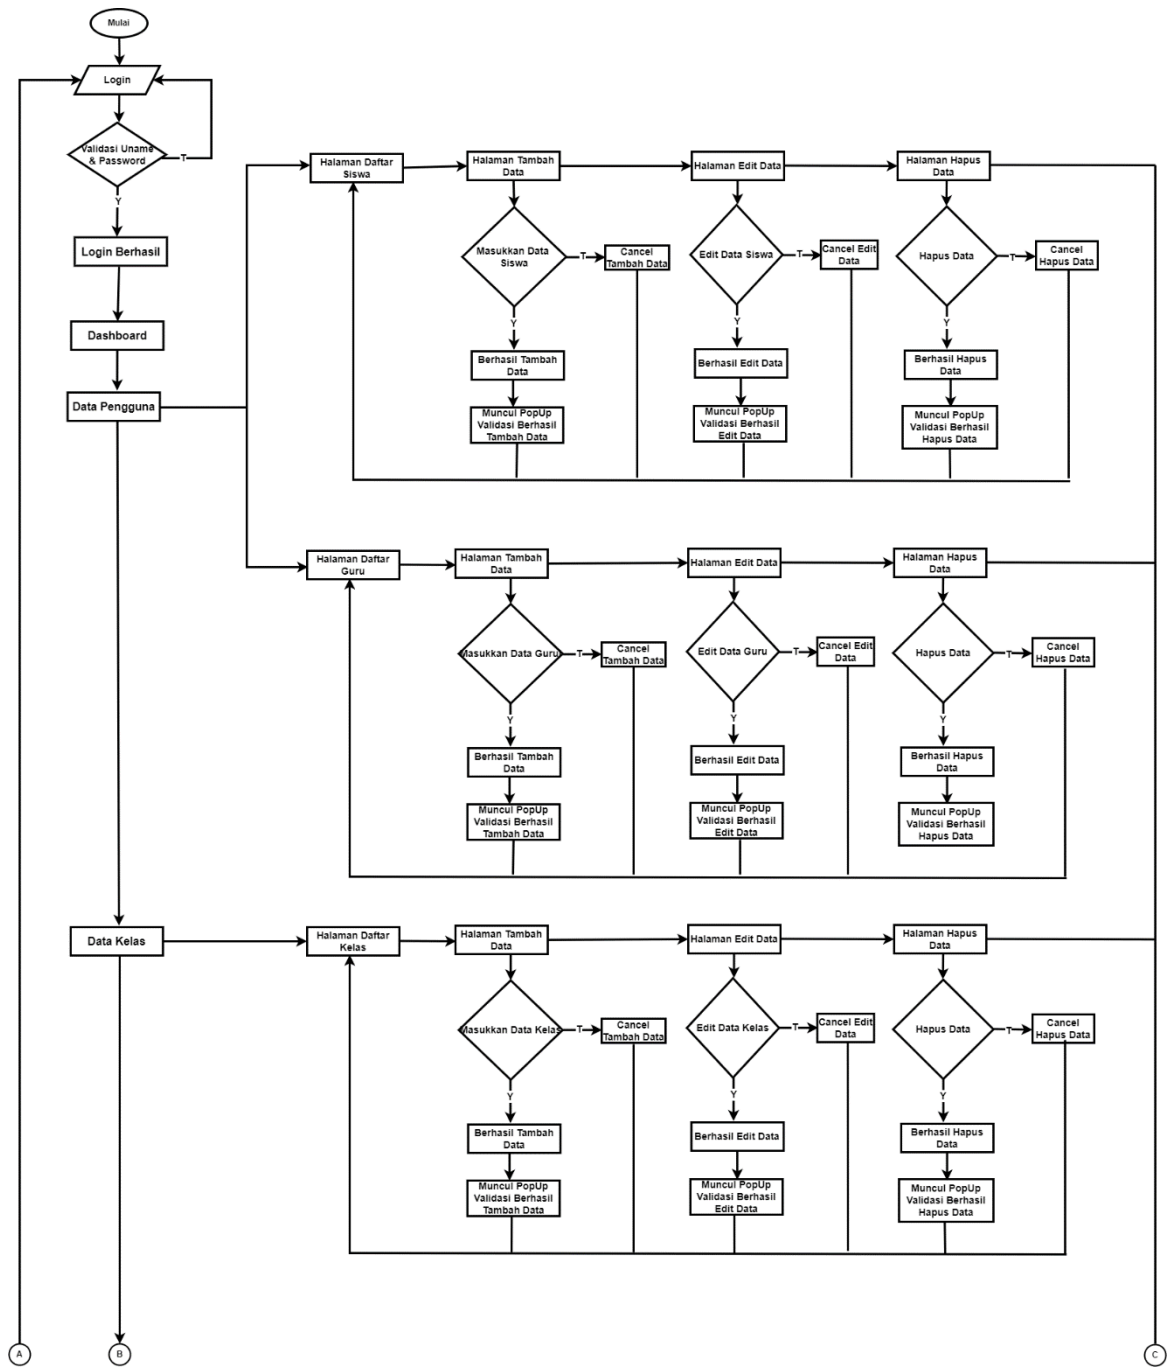 Mulai
Login
Validasi Uname
& Password
T
Y
Login Berhasil
Dashboard
Data Pengguna
Halaman Daftar
Siswa
Halaman Tambah
Data
Halaman Edit Data
Halaman Hapus
Data
Masukkan Data
Siswa
T
Cancel
Tambah Data
Edit Data Siswa
T
Cancel Edit
Data
Hapus Data
T
Cancel
Hapus Data
Y
Y
Y
Berhasil Tambah
Data
Berhasil Edit Data
Berhasil Hapus
Data
Muncul PopUp
Validasi Berhasil
Tambah Data
Muncul PopUp
Validasi Berhasil
Edit Data
Muncul PopUp
Validasi Berhasil
Hapus Data
Halaman Daftar
Guru
Halaman Tambah
Data
Halaman Edit Data
Halaman Hapus
Data
Masukkan Data Guru
T
Cancel
Tambah Data
Edit Data Guru
T
Cancel Edit
Data
Hapus Data
T
Cancel
Hapus Data
Y
Y
Y
Berhasil Tambah
Data
Berhasil Edit Data
Berhasil Hapus
Data
Muncul PopUp
Validasi Berhasil
Tambah Data
Muncul PopUp
Validasi Berhasil
Edit Data
Muncul PopUp
Validasi Berhasil
Hapus Data
Data Kelas
Halaman Daftar
Kelas
Halaman Tambah
Data
Halaman Edit Data
Halaman Hapus
Data
Masukkan Data Kelas
T
Cancel
Tambah Data
Edit Data Kelas
T
Cancel Edit
Data
Hapus Data
T
Cancel
Hapus Data
Y
Y
Y
Berhasil Tambah
Data
Berhasil Edit Data
Berhasil Hapus
Data
Muncul PopUp
Validasi Berhasil
Tambah Data
Muncul PopUp
Validasi Berhasil
Edit Data
Muncul PopUp
Validasi Berhasil
Hapus Data
A
B
C